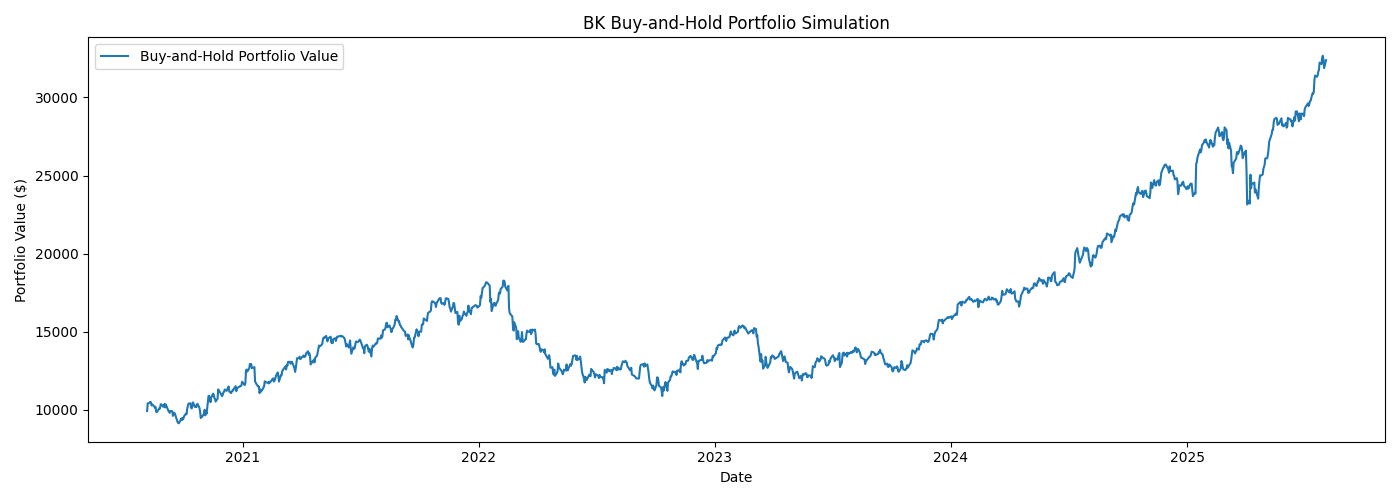 BK Buy-and-Hold Portfolio Simulation
Buy-and-Hold Portfolio Value
Portfolio Value ($)
30000
25000
20000
15000
10000
2021
2022
2023
2024
2025
Date